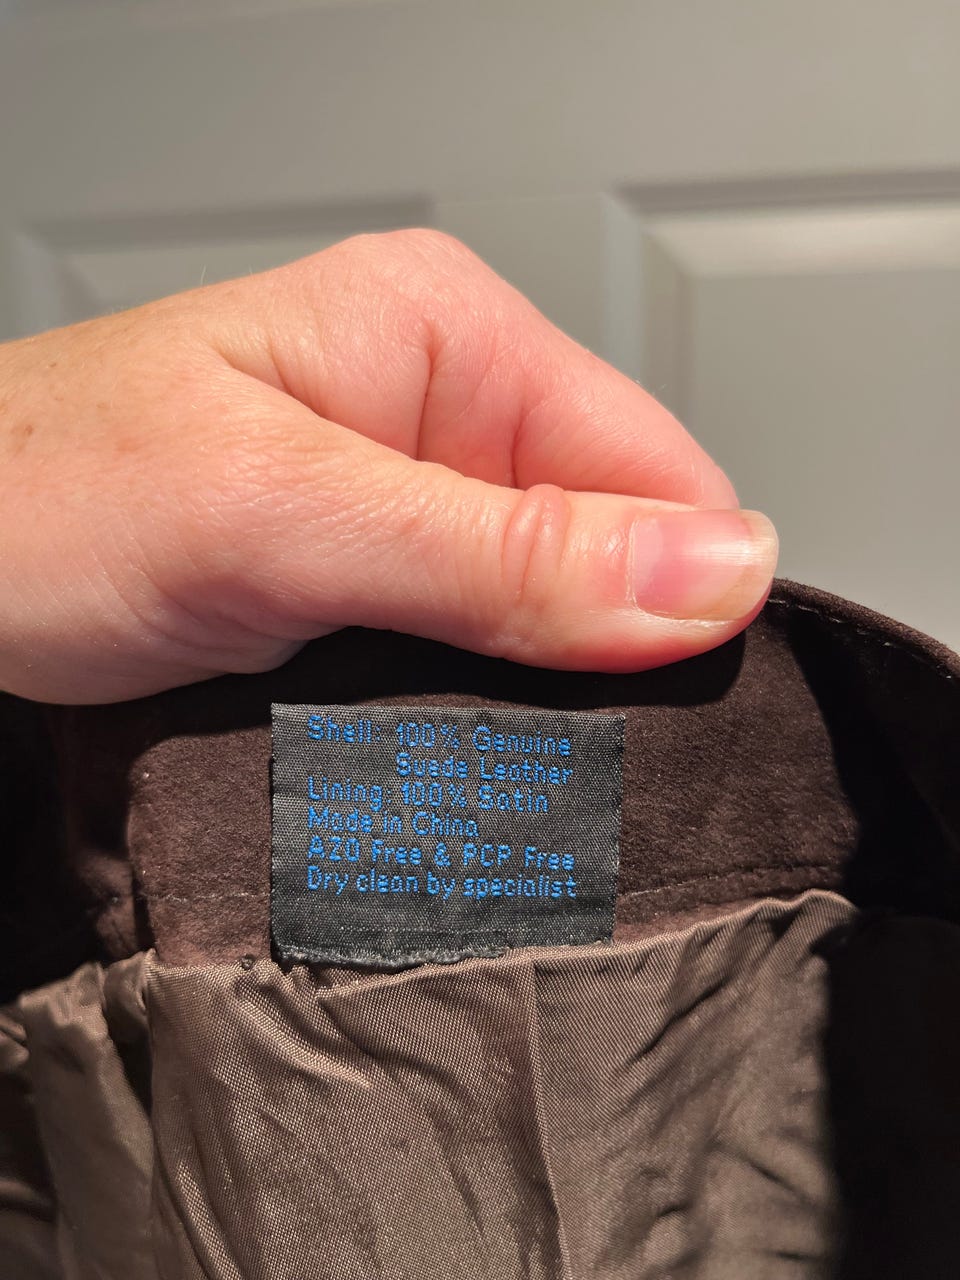 Shell: 100% Genuine
Suede Leather
Lining: 100% Satin
Made in China
AZO Free & PCP Free
Dry clean by specialist